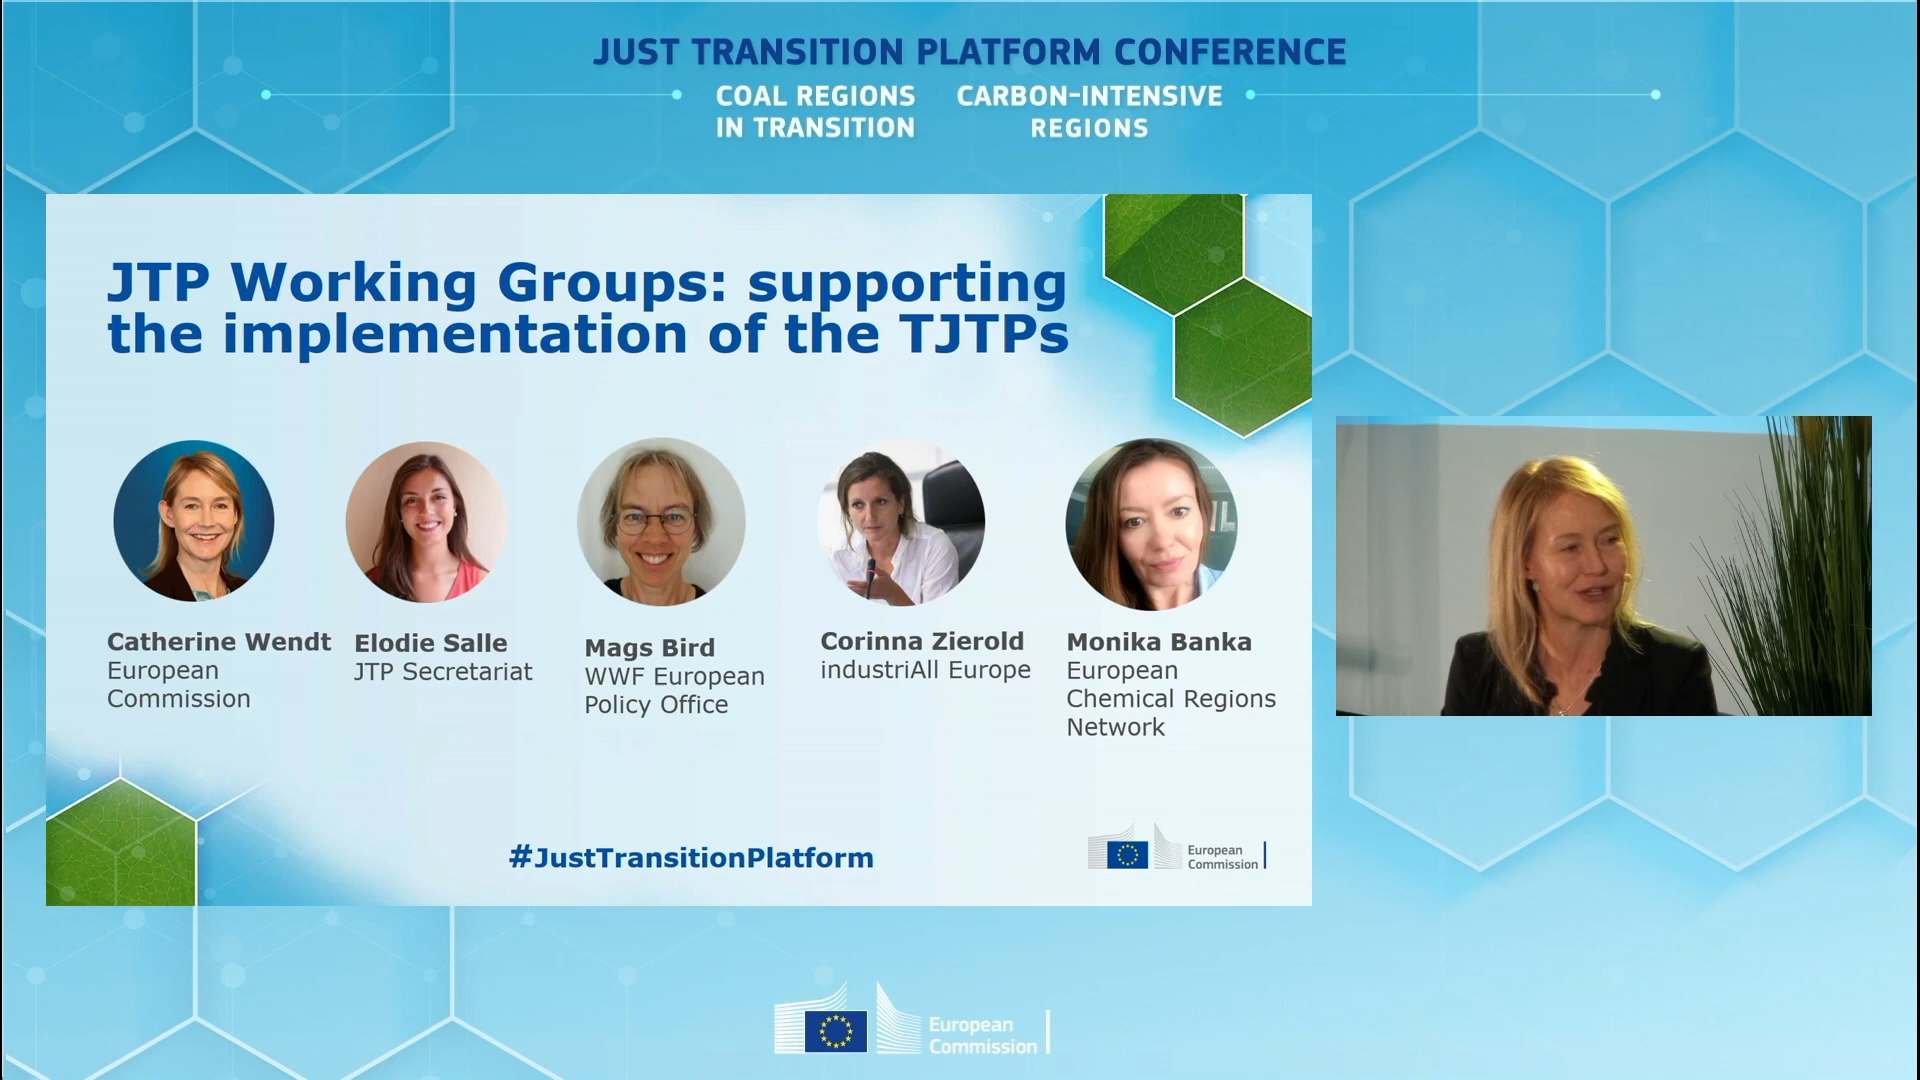 JUST TRANSITION PLATFORM CONFERENCE
COAL REGIONS
IN TRANSITION
CARBON-INTENSIVE
REGIONS
JTP Working Groups: supporting
the implementation of the TJTPs
Catherine Wendt
European
Commission
Elodie Salle
JTP Secretariat
Mags Bird
WWF European
Policy Office
Corinna Zierold
industriAll Europe
Monika Banka
European
Chemical Regions
Network
#JustTransitionPlatform
European
Commission
European
Commission